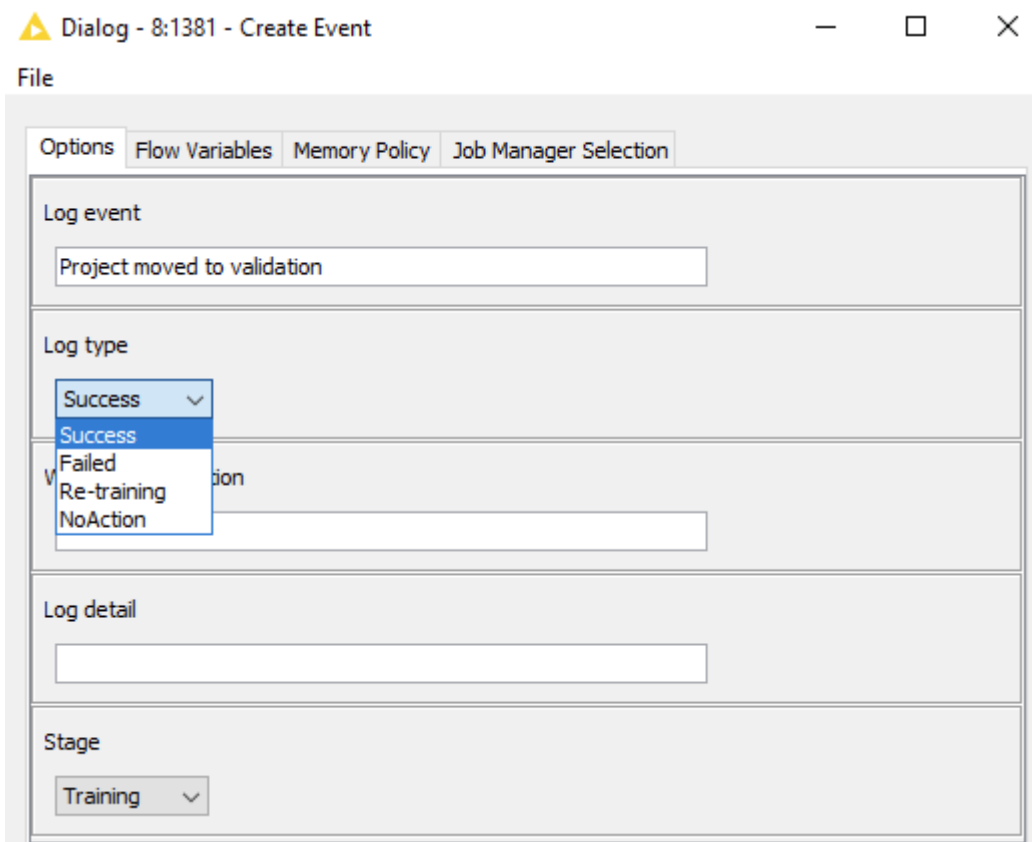 Dialog - 8:1381 - Create Event
File
Options Flow Variables Memory Policy Job Manager Selection
Log event
Project moved to validation
Log type
Success
Success
Failed
Re-training
NoAction
Log detail
Stage
Training